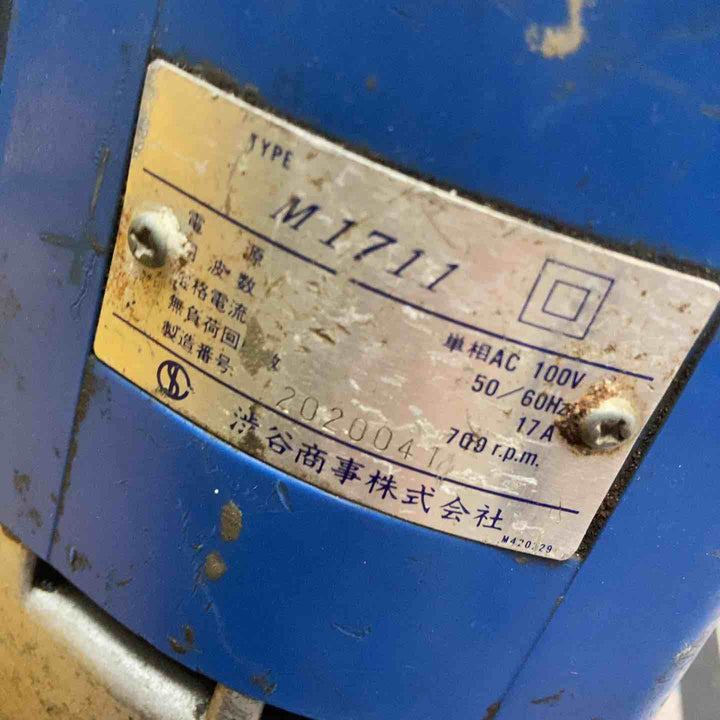 TYPE
M1711
電源 単相AC 100V
周波数 50/60Hz
定格電流 17A
無負荷回転数 709 r.p.m.
製造番号 2020041
渋谷商事株式会社